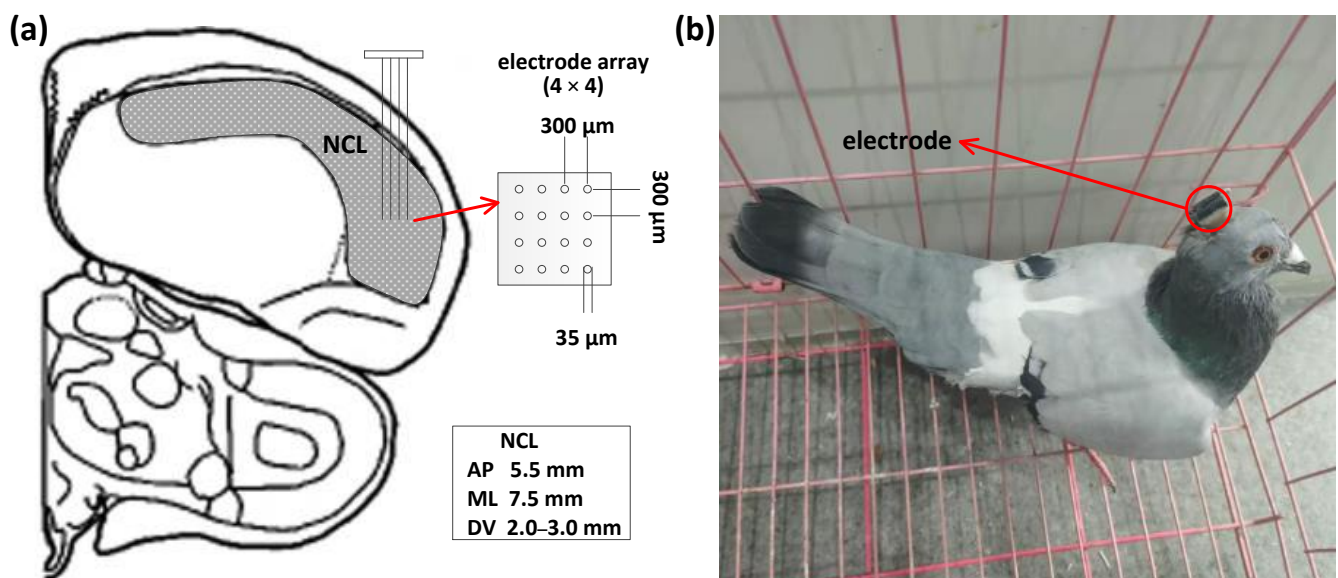 (a)
electrode array
(4 × 4)
300 μm
NCL
300 μm
35 μm
NCL
AP 5.5 mm
ML 7.5 mm
DV 2.0–3.0 mm
(b)
electrode